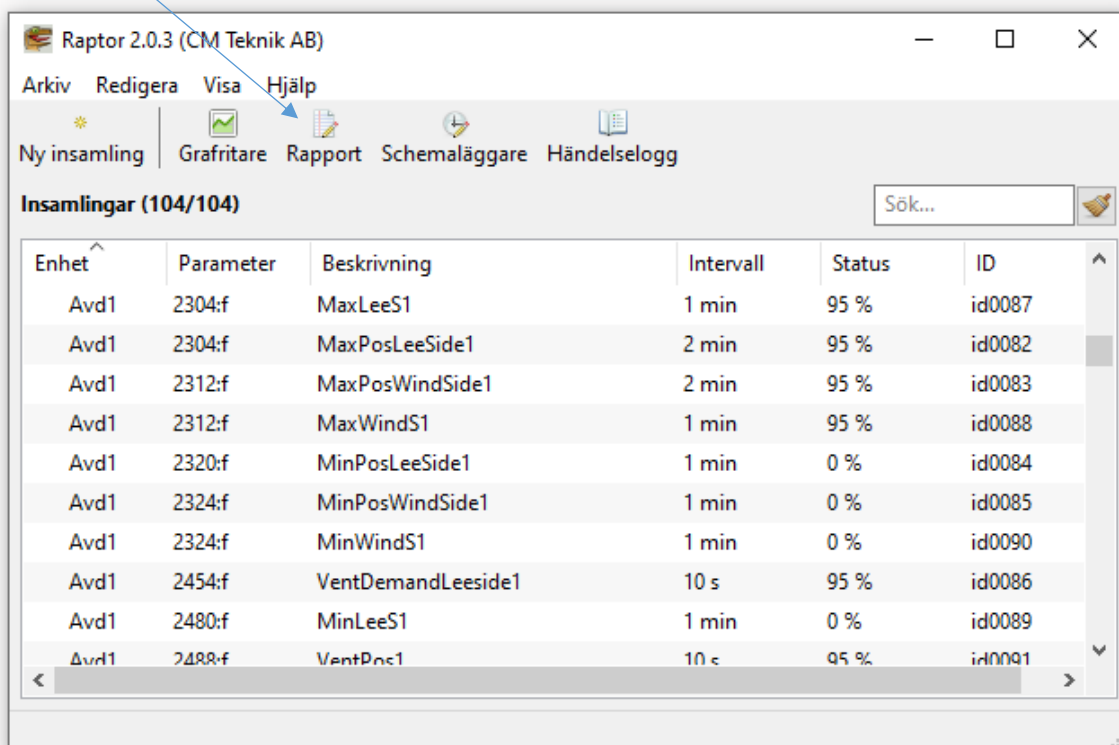 Raptor 2.0.3 (CM Teknik AB)
Arkiv Redigera Visa Hjälp
Ny insamling Grafritare Rapport Schemaläggare Händelselogg
Insamlingar (104/104) Sök...
Enhet Parameter Beskrivning Intervall Status ID
Avd1 2304:f MaxLeeS1 1 min 95 % id0087
Avd1 2304:f MaxPosLeeSide1 2 min 95 % id0082
Avd1 2312:f MaxPosWindSide1 2 min 95 % id0083
Avd1 2312:f MaxWindS1 1 min 95 % id0088
Avd1 2320:f MinPosLeeSide1 1 min 0 % id0084
Avd1 2324:f MinPosWindSide1 1 min 0 % id0085
Avd1 2324:f MinWindS1 1 min 0 % id0090
Avd1 2454:f VentDemandLeeside1 10 s 95 % id0086
Avd1 2480:f MinLeeS1 1 min 0 % id0089
Avd1 2488:f VentPos1 10 s 95 % id0091